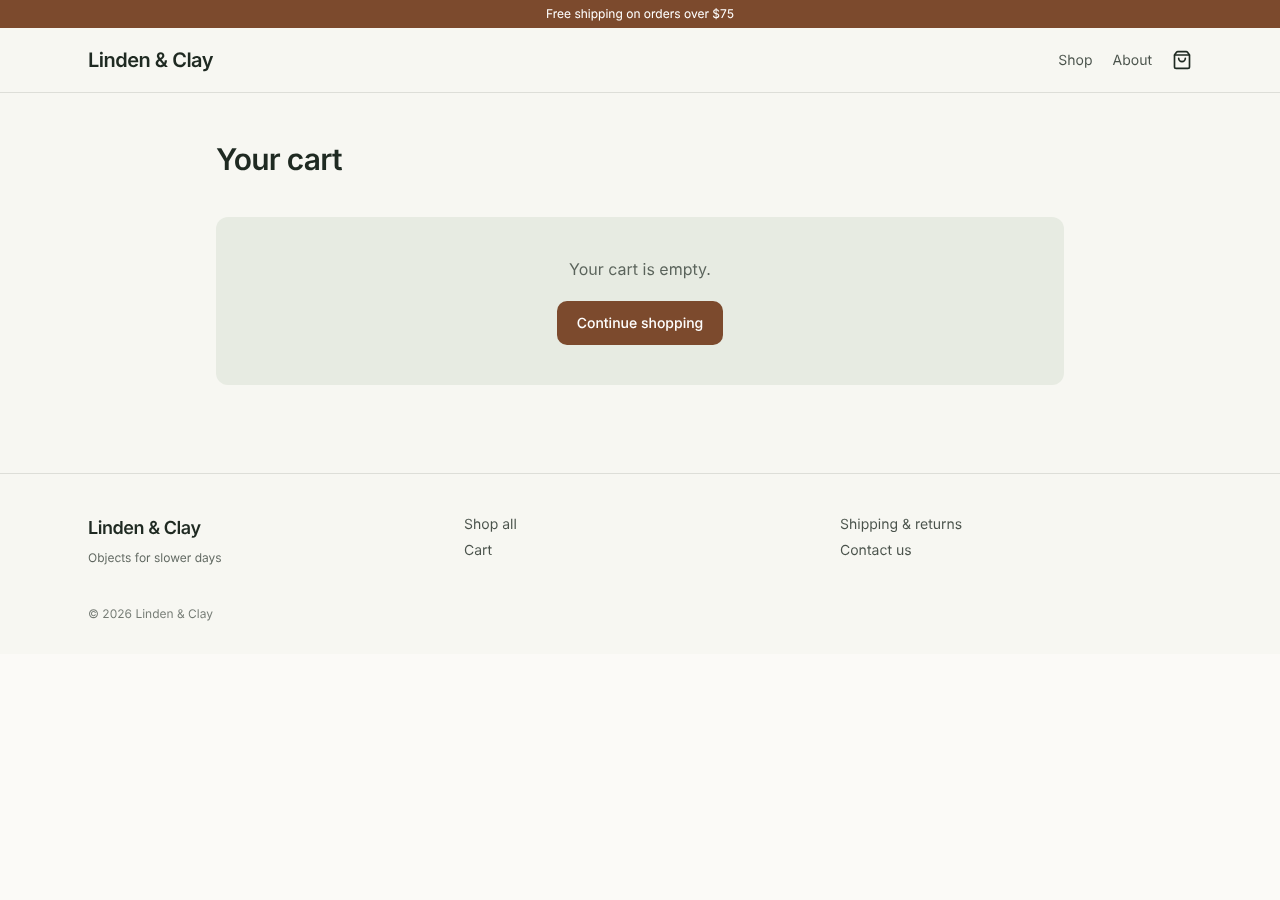 Free shipping on orders over $75
Linden & Clay
Shop
About
Your cart
Your cart is empty.
Continue shopping
Linden & Clay
Objects for slower days
Shop all
Cart
Shipping & returns
Contact us
© 2026 Linden & Clay